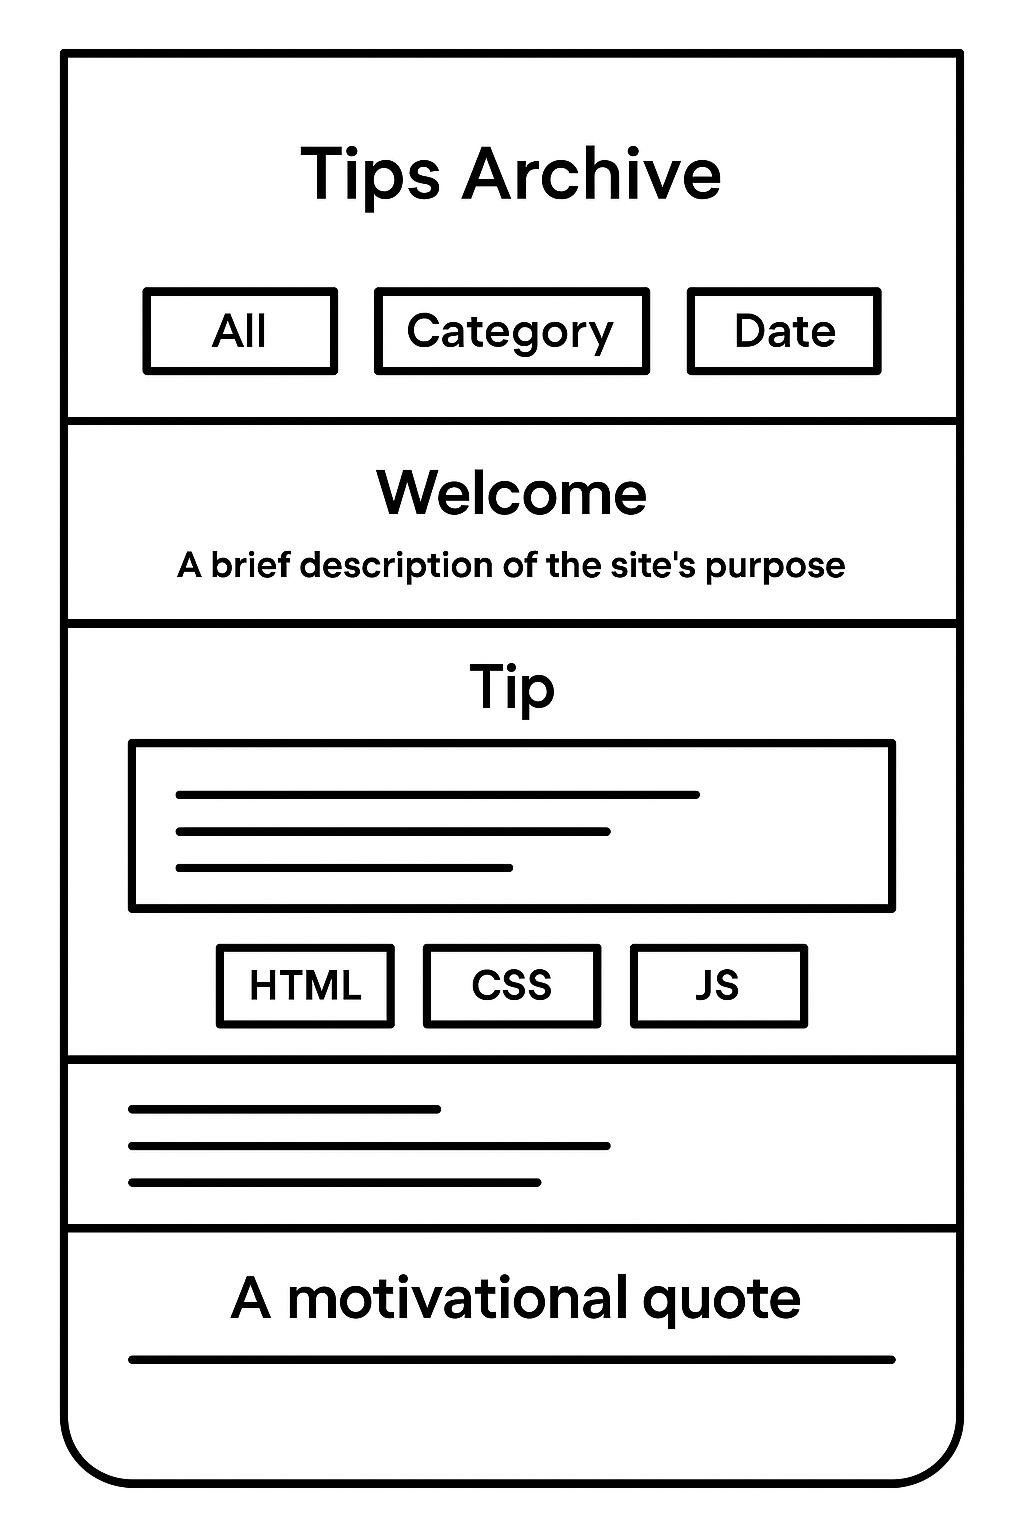 Tips Archive
All Category Date
Welcome
A brief description of the site's purpose
Tip
HTML CSS JS
A motivational quote